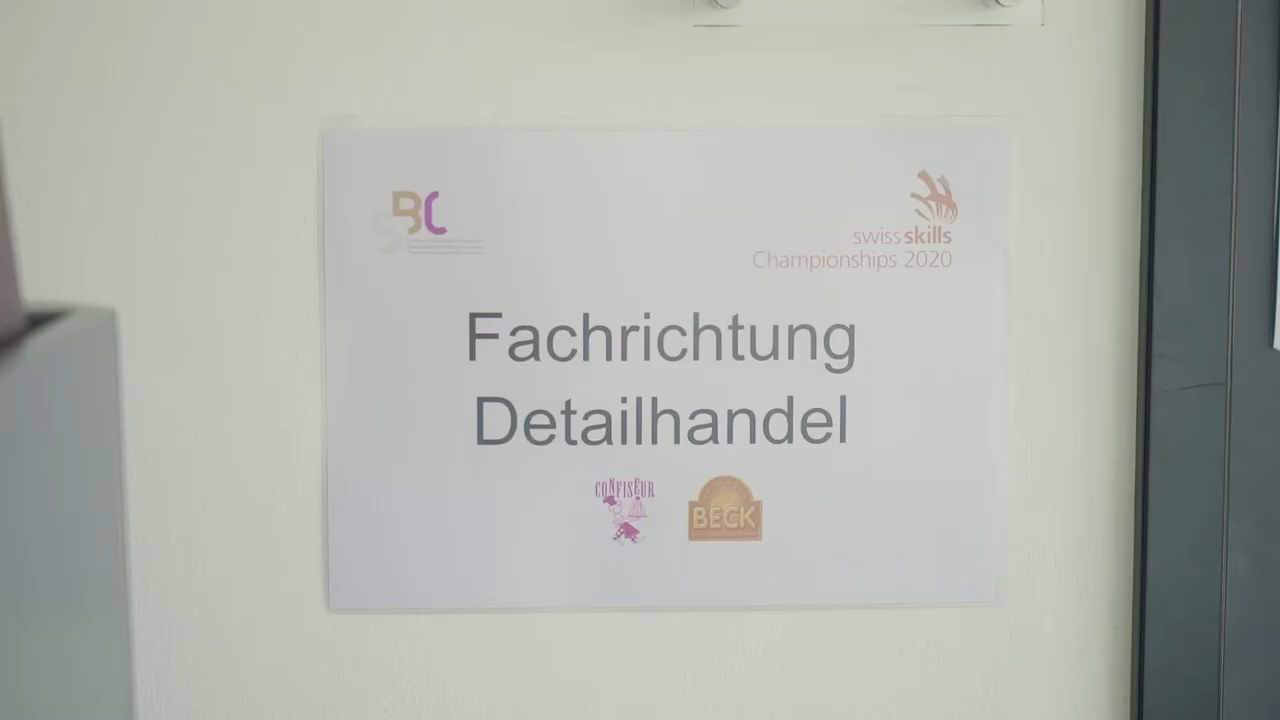 SBC
swiss skills
Championships 2020
Fachrichtung
Detailhandel
CONFISEUR
BECK